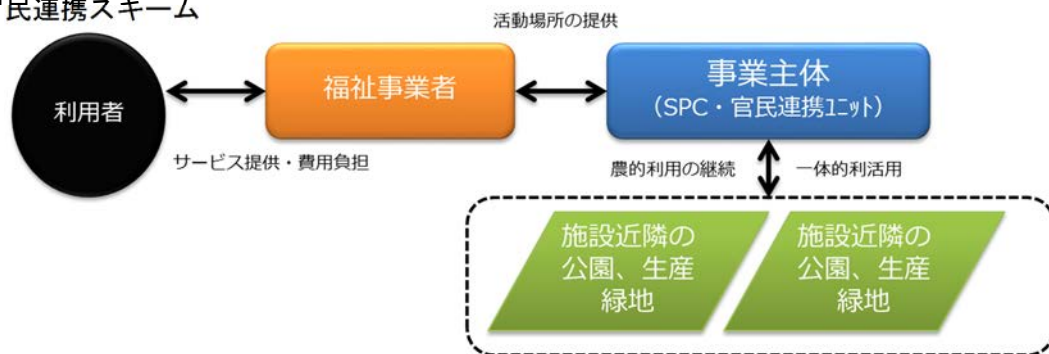 官民連携スキーム
活動場所の提供
利用者
福祉事業者
事業主体
(SPC・官民連携ﾕﾆｯﾄ)
サービス提供・費用負担
農的利用の継続
一体的利活用
施設近隣の
公園、生産
緑地
施設近隣の
公園、生産
緑地